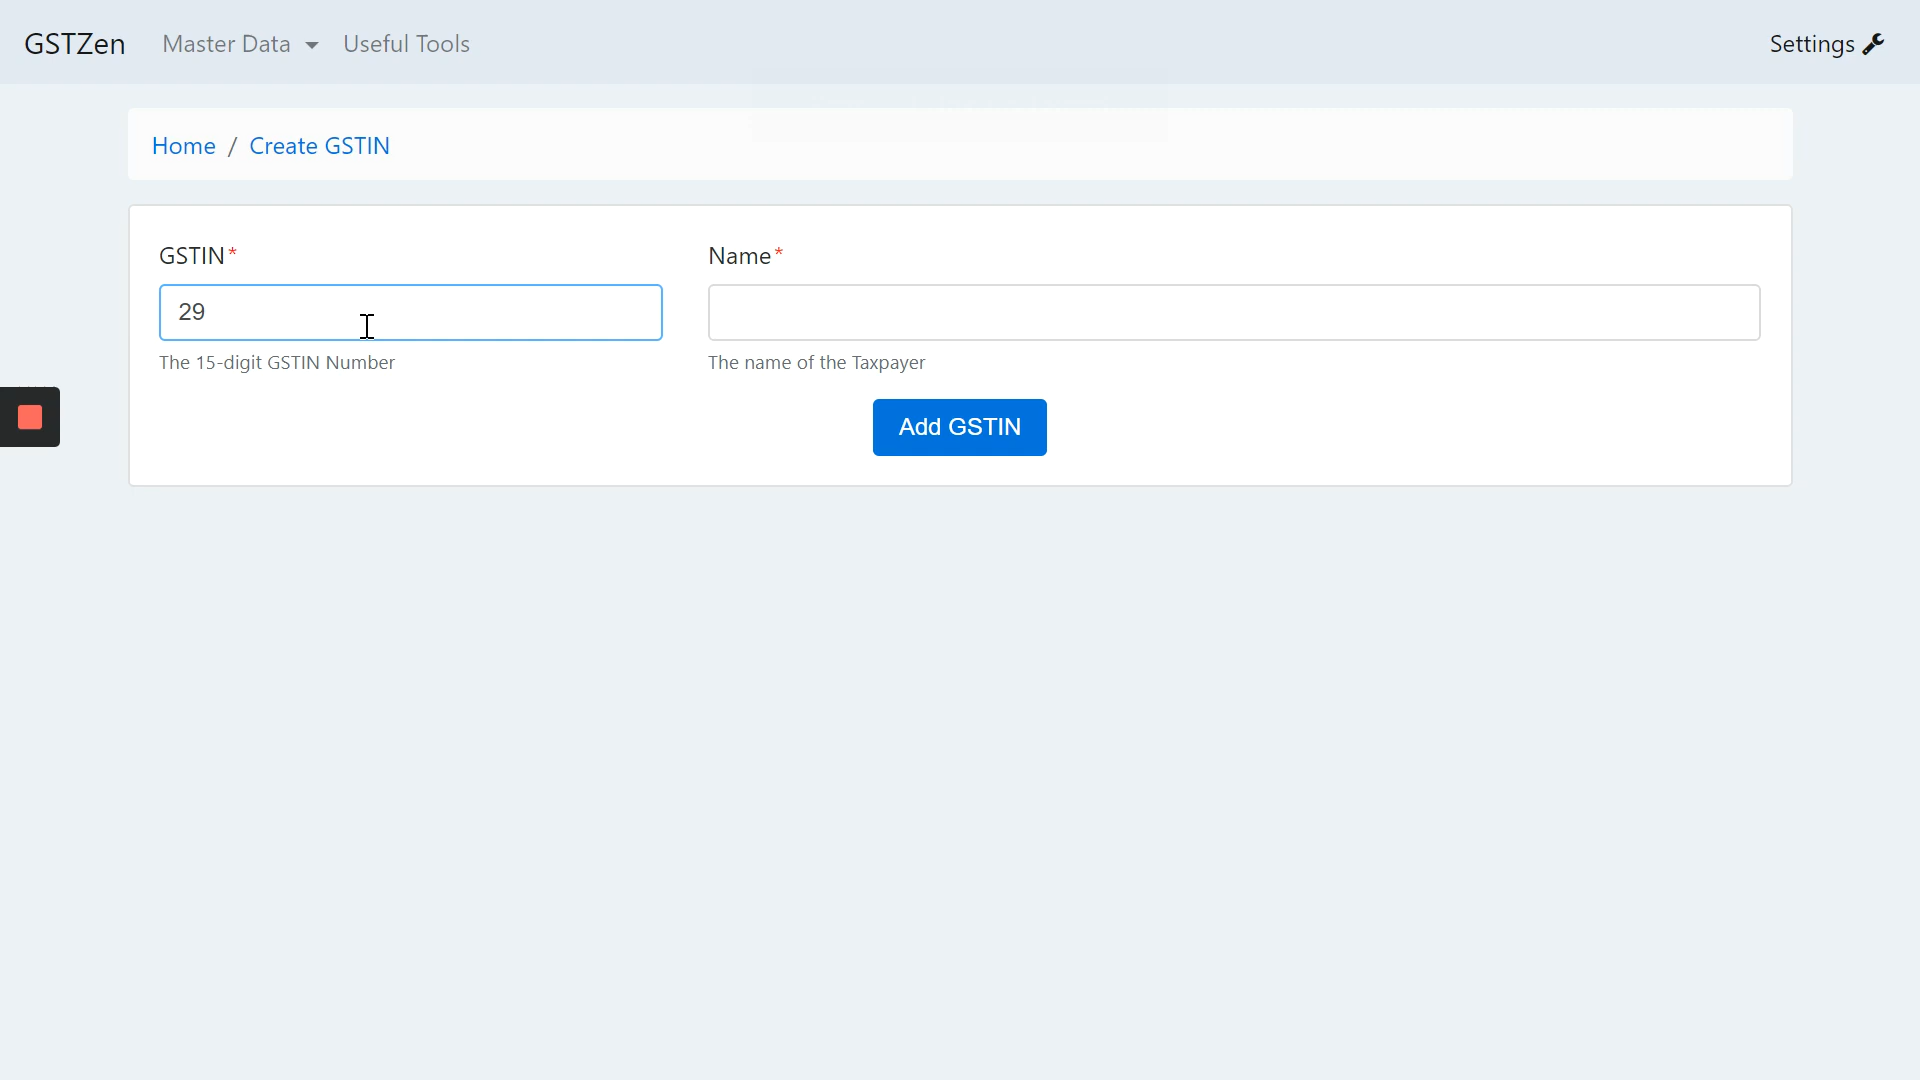 GSTZen Master Data Useful Tools Settings
Home / Create GSTIN
GSTIN* Name*
29
The 15-digit GSTIN Number The name of the Taxpayer
Add GSTIN